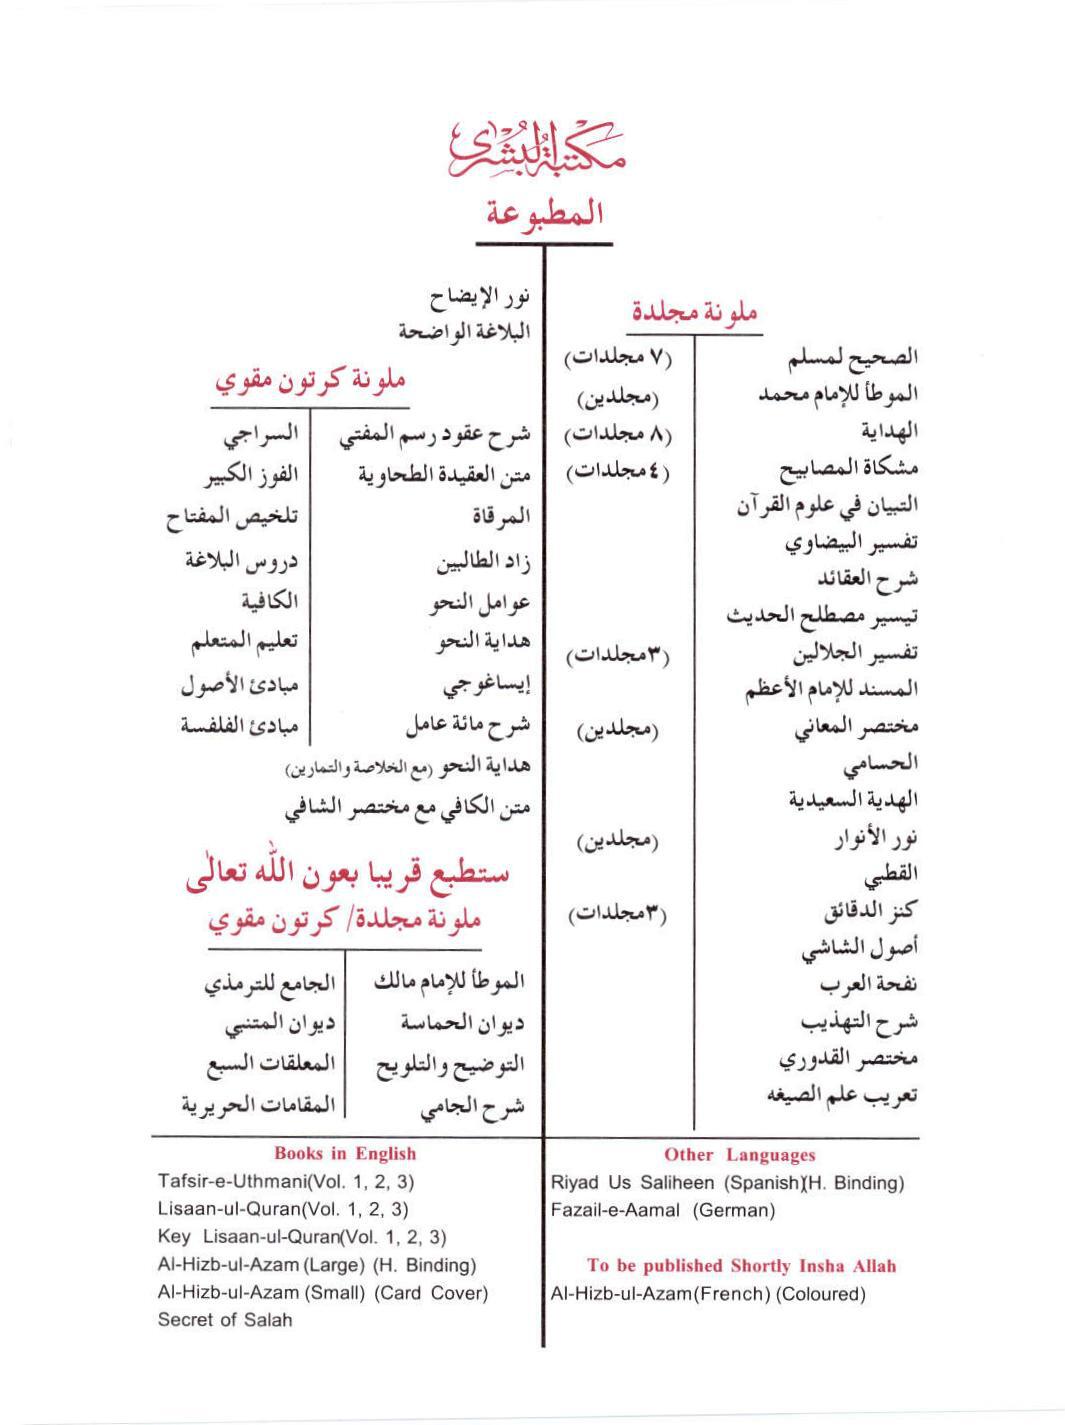 مكتبة البشرى
المطبوعة
ملونة مجلدة
الصحيح لمسلم (٧ مجلدات)
الموطأ للإمام محمد (مجلدين)
الهداية (٨ مجلدات)
مشكاة المصابيح (٤مجلدات)
التبيان في علوم القرآن
تفسير البيضاوي
شرح العقائد
تيسير مصطلح الحديث
تفسير الجلالين (٣مجلدات)
المسند للإمام الأعظم
مختصر المعاني (مجلدين)
الحسامي
الهدية السعيدية
نور الأنوار (مجلدين)
القطبي
كنز الدقائق (٣مجلدات)
أصول الشاشي
نفحة العرب
شرح التهذيب
مختصر القدوري
تعريب علم الصيغه
نور الإيضاح
البلاغة الواضحة
ملونة كرتون مقوي
شرح عقود رسم المفتي السراجي
متن العقيدة الطحاوية الفوز الكبير
المرقاة تلخيص المفتاح
زاد الطالبين دروس البلاغة
عوامل النحو الكافية
هداية النحو تعليم المتعلم
إيساغوجي مبادئ الأصول
شرح مائة عامل مبادئ الفلفسة
هداية النحو (مع الخلاصة والتمارين)
متن الكافي مع مختصر الشافي
ستطبع قريبا بعون الله تعالى
ملونة مجلدة/ كرتون مقوي
الموطأ للإمام مالك الجامع للترمذي
ديوان الحماسة ديوان المتنبي
التوضيح والتلويح المعلقات السبع
شرح الجامي المقامات الحريرية
Books in English
Tafsir-e-Uthmani(Vol. 1, 2, 3)
Lisaan-ul-Quran(Vol. 1, 2, 3)
Key Lisaan-ul-Quran(Vol. 1, 2, 3)
Al-Hizb-ul-Azam (Large) (H. Binding)
Al-Hizb-ul-Azam (Small) (Card Cover)
Secret of Salah
Other Languages
Riyad Us Saliheen (Spanish)(H. Binding)
Fazail-e-Aamal (German)
To be published Shortly Insha Allah
Al-Hizb-ul-Azam(French) (Coloured)